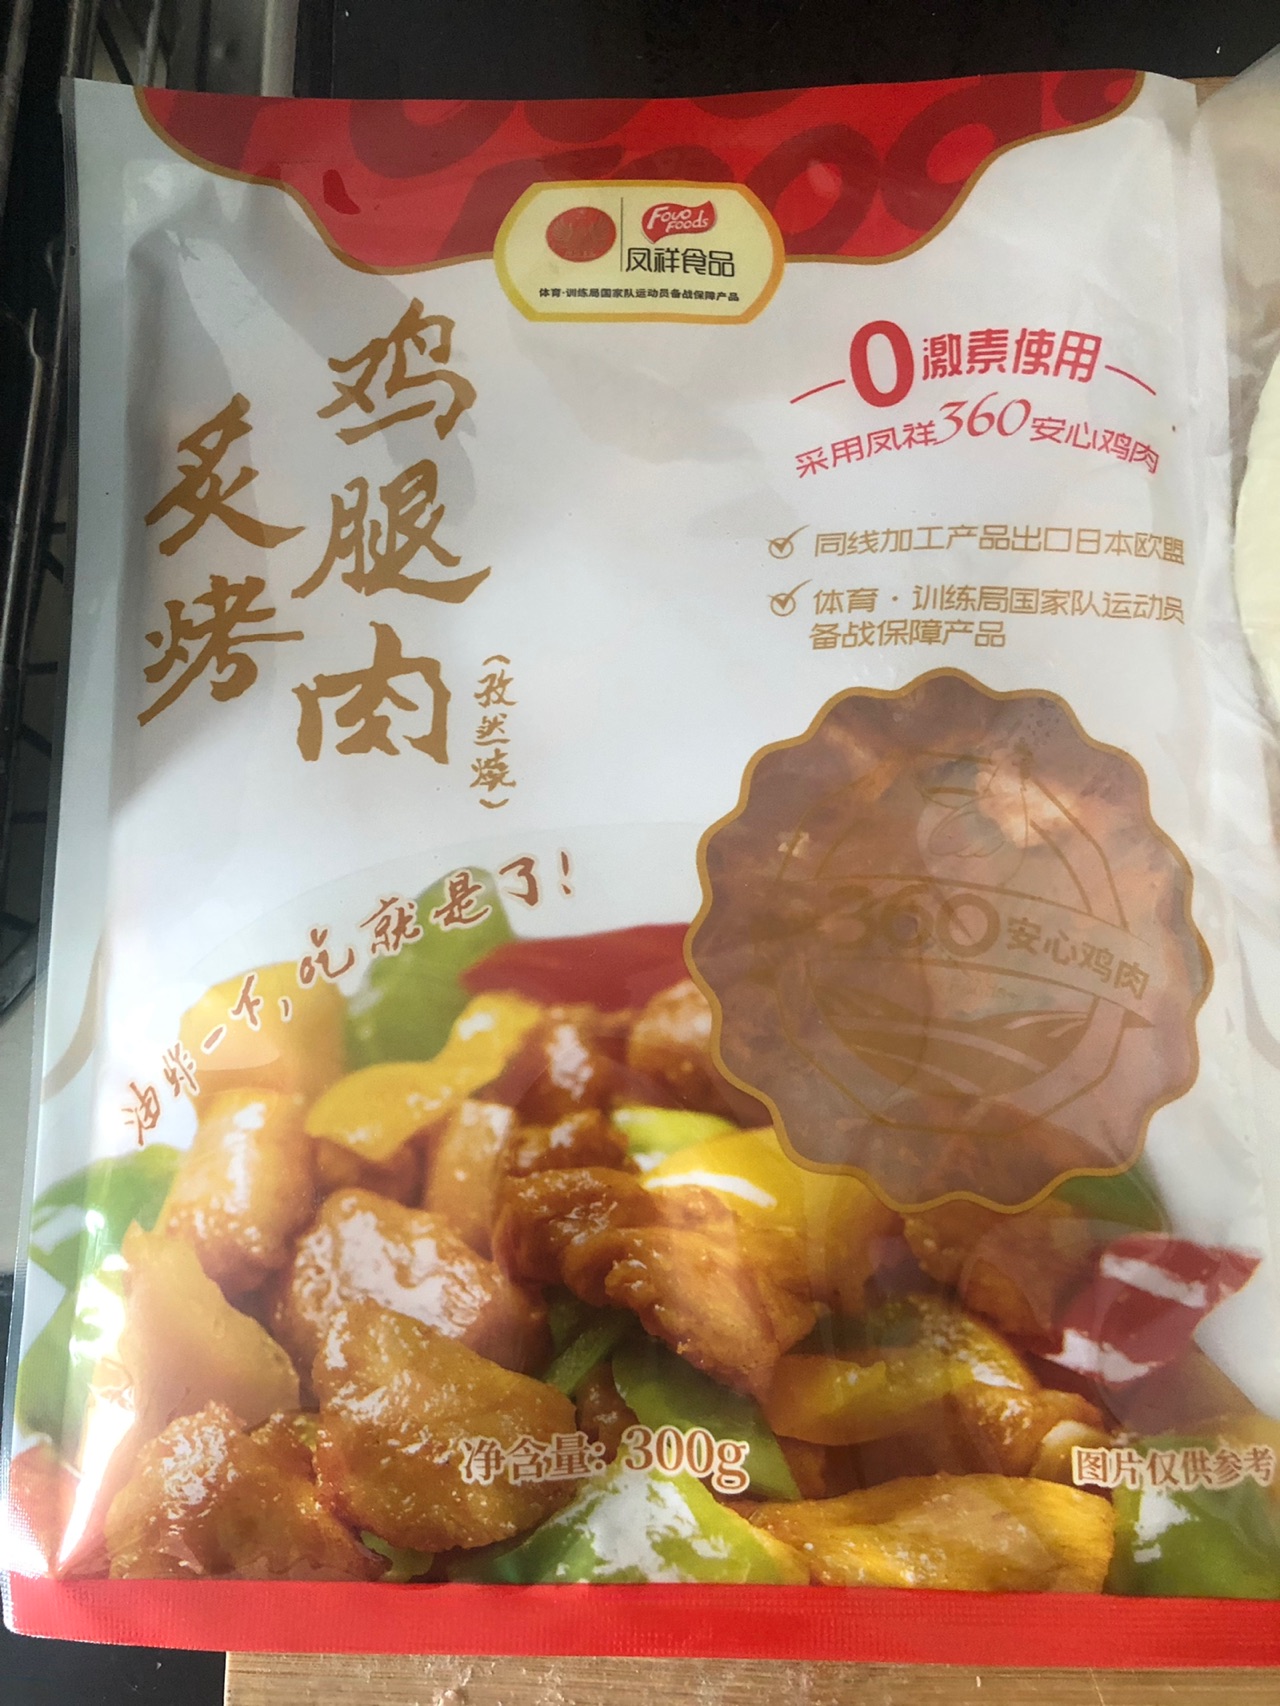 Fovo Foods
凤祥食品
体育·训练局国家队运动员备战保障产品
0激素使用
采用凤祥360安心鸡肉
同线加工产品出口日本欧盟
体育·训练局国家队运动员
备战保障产品
炙烤
鸡腿肉
(孜然烧)
油炸一下,吃就是了!
360安心鸡肉
净含量: 300g
图片仅供参考